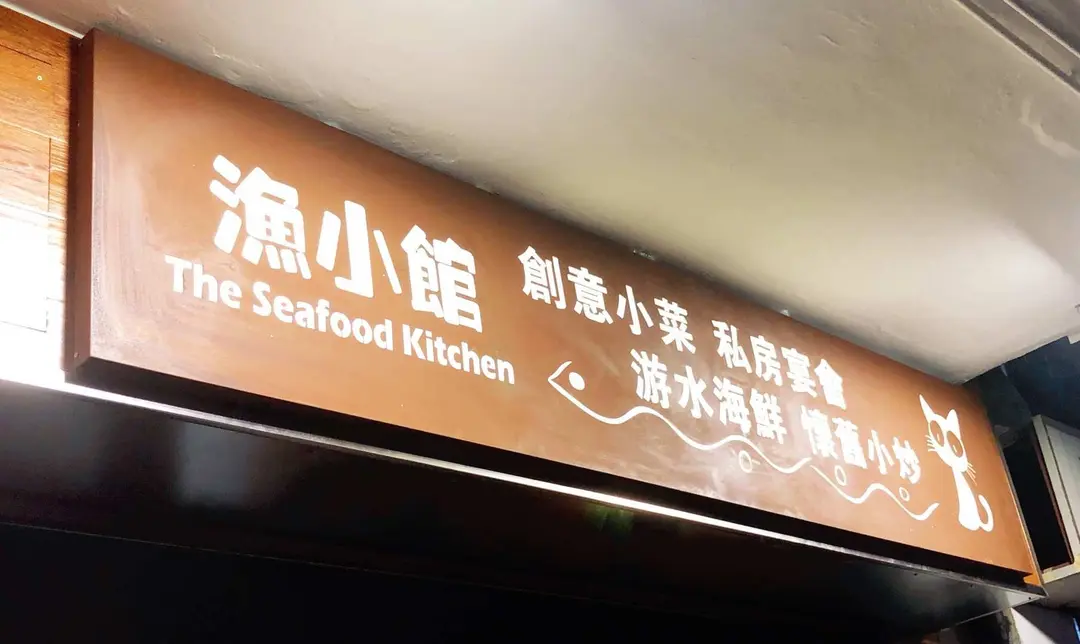 漁小館
The Seafood Kitchen
創意小菜 私房宴會
游水海鮮 懷舊小炒